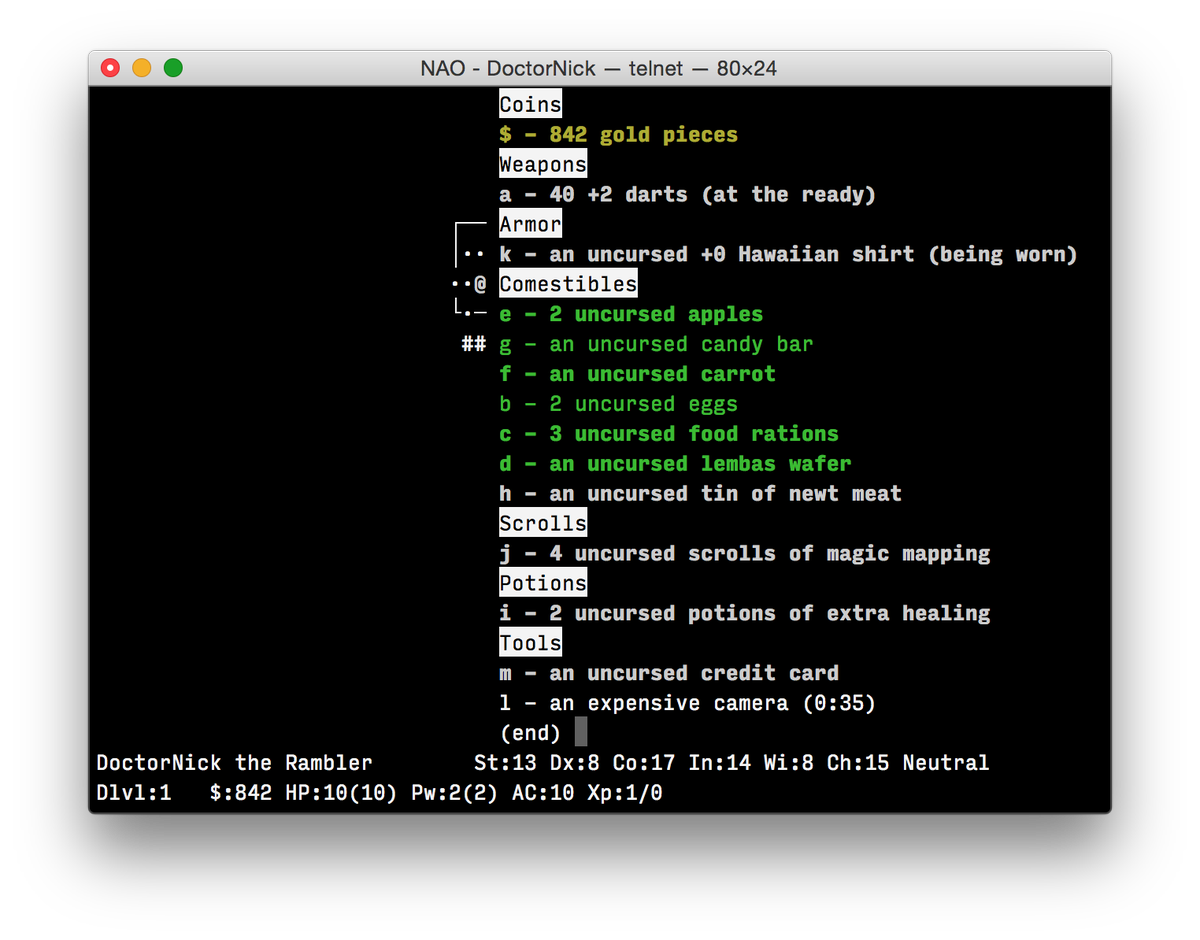 NAO - DoctorNick — telnet — 80×24
Coins
$ - 842 gold pieces
Weapons
a - 40 +2 darts (at the ready)
Armor
·· k - an uncursed +0 Hawaiian shirt (being worn)
··@ Comestibles
·— e - 2 uncursed apples
## g - an uncursed candy bar
f - an uncursed carrot
b - 2 uncursed eggs
c - 3 uncursed food rations
d - an uncursed lembas wafer
h - an uncursed tin of newt meat
Scrolls
j - 4 uncursed scrolls of magic mapping
Potions
i - 2 uncursed potions of extra healing
Tools
m - an uncursed credit card
l - an expensive camera (0:35)
(end)
DoctorNick the Rambler St:13 Dx:8 Co:17 In:14 Wi:8 Ch:15 Neutral
Dlvl:1 $:842 HP:10(10) Pw:2(2) AC:10 Xp:1/0